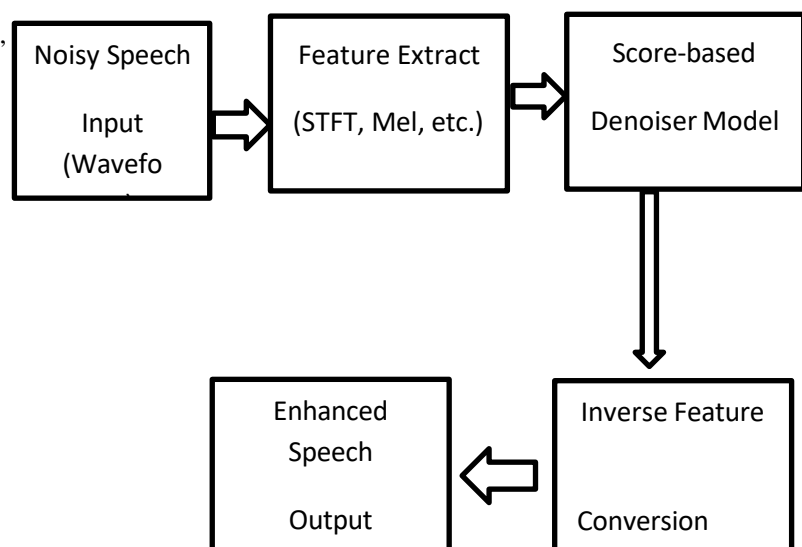 ,
Noisy Speech
Input
(Wavefo
Feature Extract
(STFT, Mel, etc.)
Score-based
Denoiser Model
Inverse Feature
Conversion
Enhanced
Speech
Output